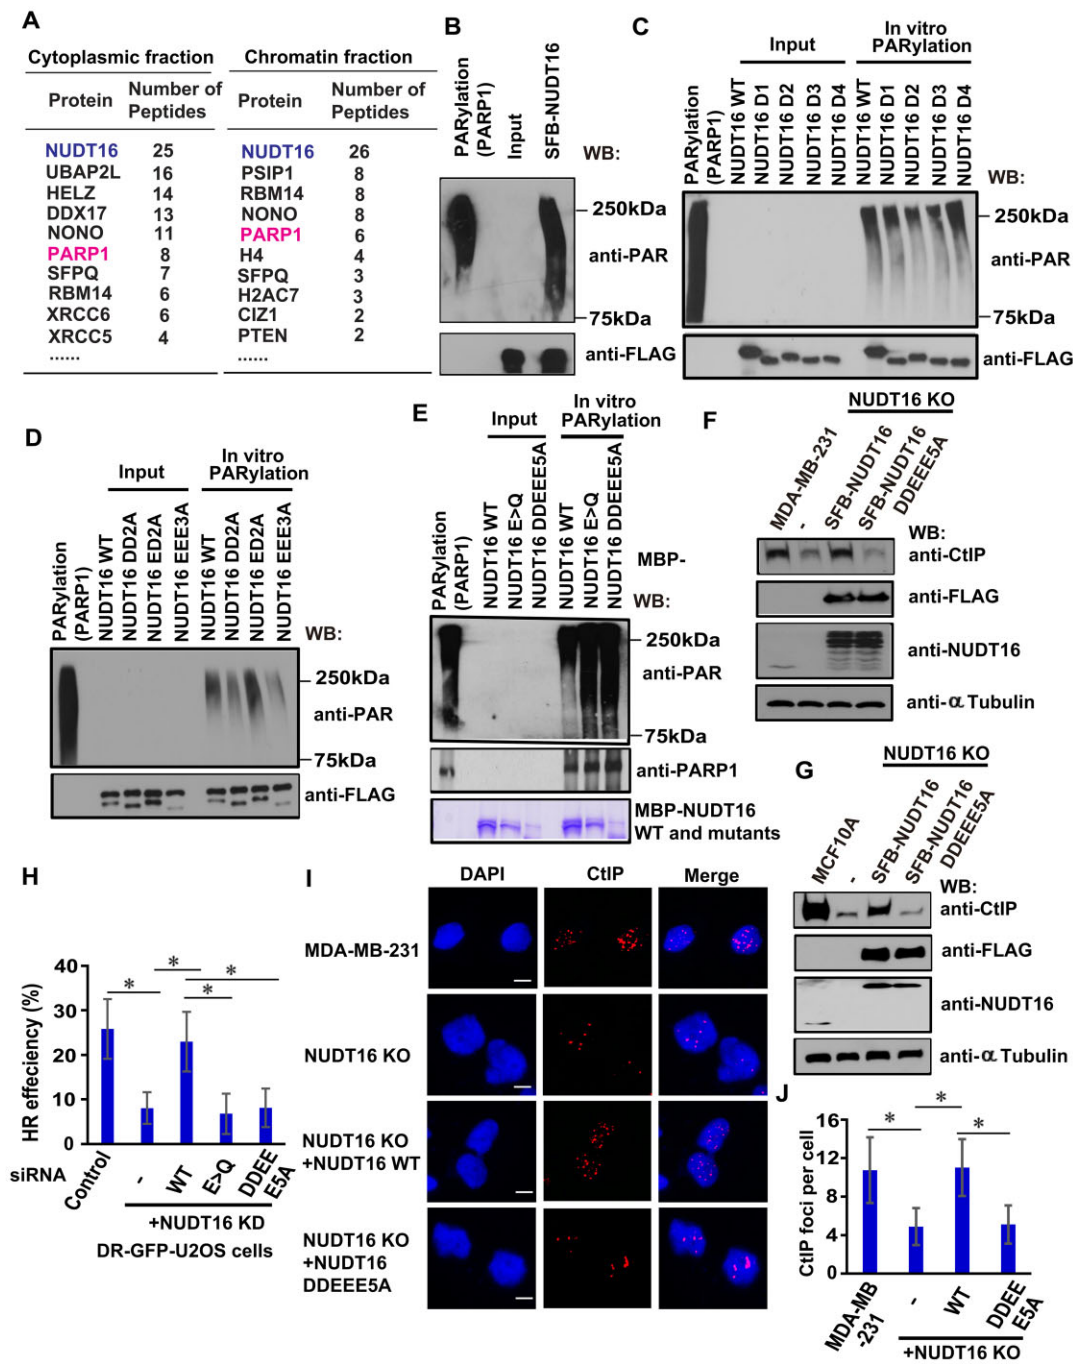 A
Cytoplasmic fraction
Chromatin fraction
Protein
Number of
Peptides
Protein
Number of
Peptides
NUDT16 25 NUDT16 26
UBAP2L 16 PSIP1 8
HELZ 14 RBM14 8
DDX17 13 NONO 8
NONO 11 PARP1 6
PARP1 8 H4 4
SFPQ 7 SFPQ 3
RBM14 6 H2AC7 3
XRCC6 6 CIZ1 2
XRCC5 4 PTEN 2
...... ......
B
PARylation
(PARP1)
Input
SFB-NUDT16
WB:
250kDa
anti-PAR
75kDa
anti-FLAG
C
Input
In vitro
PARylation
PARylation
(PARP1)
NUDT16 WT
NUDT16 D1
NUDT16 D2
NUDT16 D3
NUDT16 D4
NUDT16 WT
NUDT16 D1
NUDT16 D2
NUDT16 D3
NUDT16 D4
WB:
250kDa
anti-PAR
75kDa
anti-FLAG
D
Input
In vitro
PARylation
PARylation
(PARP1)
NUDT16 WT
NUDT16 DD2A
NUDT16 ED2A
NUDT16 EEE3A
NUDT16 WT
NUDT16 DD2A
NUDT16 ED2A
NUDT16 EEE3A
WB:
250kDa
anti-PAR
75kDa
anti-FLAG
E
Input
In vitro
PARylation
PARylation
(PARP1)
NUDT16 WT
NUDT16 E>Q
NUDT16 DDEEE5A
NUDT16 WT
NUDT16 E>Q
NUDT16 DDEEE5A
MBP-
WB:
250kDa
anti-PAR
75kDa
anti-PARP1
MBP-NUDT16
WT and mutants
F
NUDT16 KO
MDA-MB-231
-
SFB-NUDT16
SFB-NUDT16
DDEEE5A
WB:
anti-CtIP
anti-FLAG
anti-NUDT16
anti-α Tubulin
G
NUDT16 KO
MCF10A
-
SFB-NUDT16
SFB-NUDT16
DDEEE5A
WB:
anti-CtIP
anti-FLAG
anti-NUDT16
anti-α Tubulin
H
HR effeciency (%)
40
30
20
10
0
* * * *
siRNA
Control
-
WT
E>Q
DDEE
E5A
+NUDT16 KD
DR-GFP-U2OS cells
I
DAPI CtIP Merge
MDA-MB-231
NUDT16 KO
NUDT16 KO
+NUDT16 WT
NUDT16 KO
+NUDT16
DDEEE5A
J
CtIP foci per cell
16
12
8
4
0
* * *
MDA-MB
-231
-
WT
DDEE
E5A
+NUDT16 KO